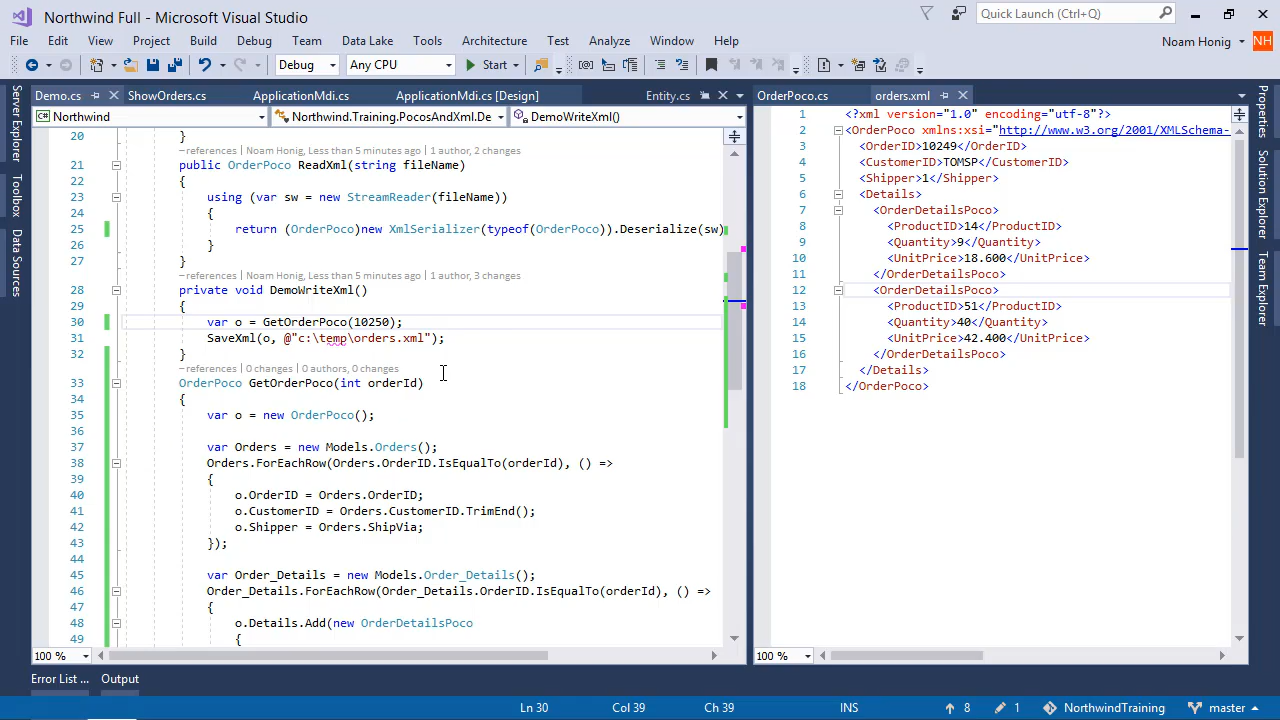 Northwind Full - Microsoft Visual Studio
Quick Launch (Ctrl+Q)
File Edit View Project Build Debug Team Data Lake Tools Architecture Test Analyze Window Help
Noam Honig NH
Debug Any CPU Start
Server Explorer
Toolbox
Data Sources
Demo.cs ShowOrders.cs ApplicationMdi.cs ApplicationMdi.cs [Design] Entity.cs
Northwind Northwind.Training.PocosAndXml.De DemoWriteXml()
20 }
-references | Noam Honig, Less than 5 minutes ago | 1 author, 2 changes
21 public OrderPoco ReadXml(string fileName)
22 {
23 using (var sw = new StreamReader(fileName))
24 {
25 return (OrderPoco)new XmlSerializer(typeof(OrderPoco)).Deserialize(sw)
26 }
27 }
-references | Noam Honig, Less than 5 minutes ago | 1 author, 3 changes
28 private void DemoWriteXml()
29 {
30 var o = GetOrderPoco(10250);
31 SaveXml(o, @"c:\temp\orders.xml");
32 }
-references | 0 changes | 0 authors, 0 changes
33 OrderPoco GetOrderPoco(int orderId)
34 {
35 var o = new OrderPoco();
36
37 var Orders = new Models.Orders();
38 Orders.ForEachRow(Orders.OrderID.IsEqualTo(orderId), () =>
39 {
40 o.OrderID = Orders.OrderID;
41 o.CustomerID = Orders.CustomerID.TrimEnd();
42 o.Shipper = Orders.ShipVia;
43 });
44
45 var Order_Details = new Models.Order_Details();
46 Order_Details.ForEachRow(Order_Details.OrderID.IsEqualTo(orderId), () =>
47 {
48 o.Details.Add(new OrderDetailsPoco
49 {
100 %
OrderPoco.cs orders.xml
1 <?xml version="1.0" encoding="utf-8"?>
2 <OrderPoco xmlns:xsi="http://www.w3.org/2001/XMLSchema-
3 <OrderID>10249</OrderID>
4 <CustomerID>TOMSP</CustomerID>
5 <Shipper>1</Shipper>
6 <Details>
7 <OrderDetailsPoco>
8 <ProductID>14</ProductID>
9 <Quantity>9</Quantity>
10 <UnitPrice>18.600</UnitPrice>
11 </OrderDetailsPoco>
12 <OrderDetailsPoco>
13 <ProductID>51</ProductID>
14 <Quantity>40</Quantity>
15 <UnitPrice>42.400</UnitPrice>
16 </OrderDetailsPoco>
17 </Details>
18 </OrderPoco>
100 %
Properties
Solution Explorer
Team Explorer
Error List ... Output
Ln 30 Col 39 Ch 39 INS 8 1 NorthwindTraining master